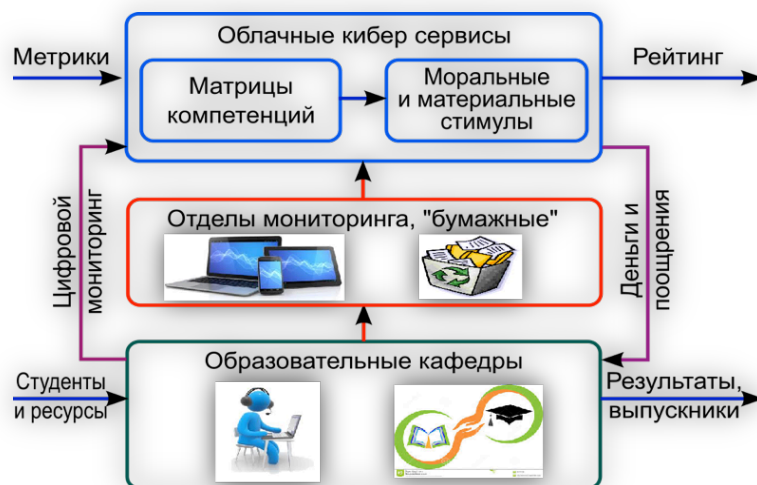 Облачные кибер сервисы
Метрики
Рейтинг
Матрицы
компетенций
Моральные
и материальные
стимулы
Цифровой
мониторинг
Отделы мониторинга, "бумажные"
Деньги и
поощрения
Образовательные кафедры
Студенты
и ресурсы
Результаты,
выпускники